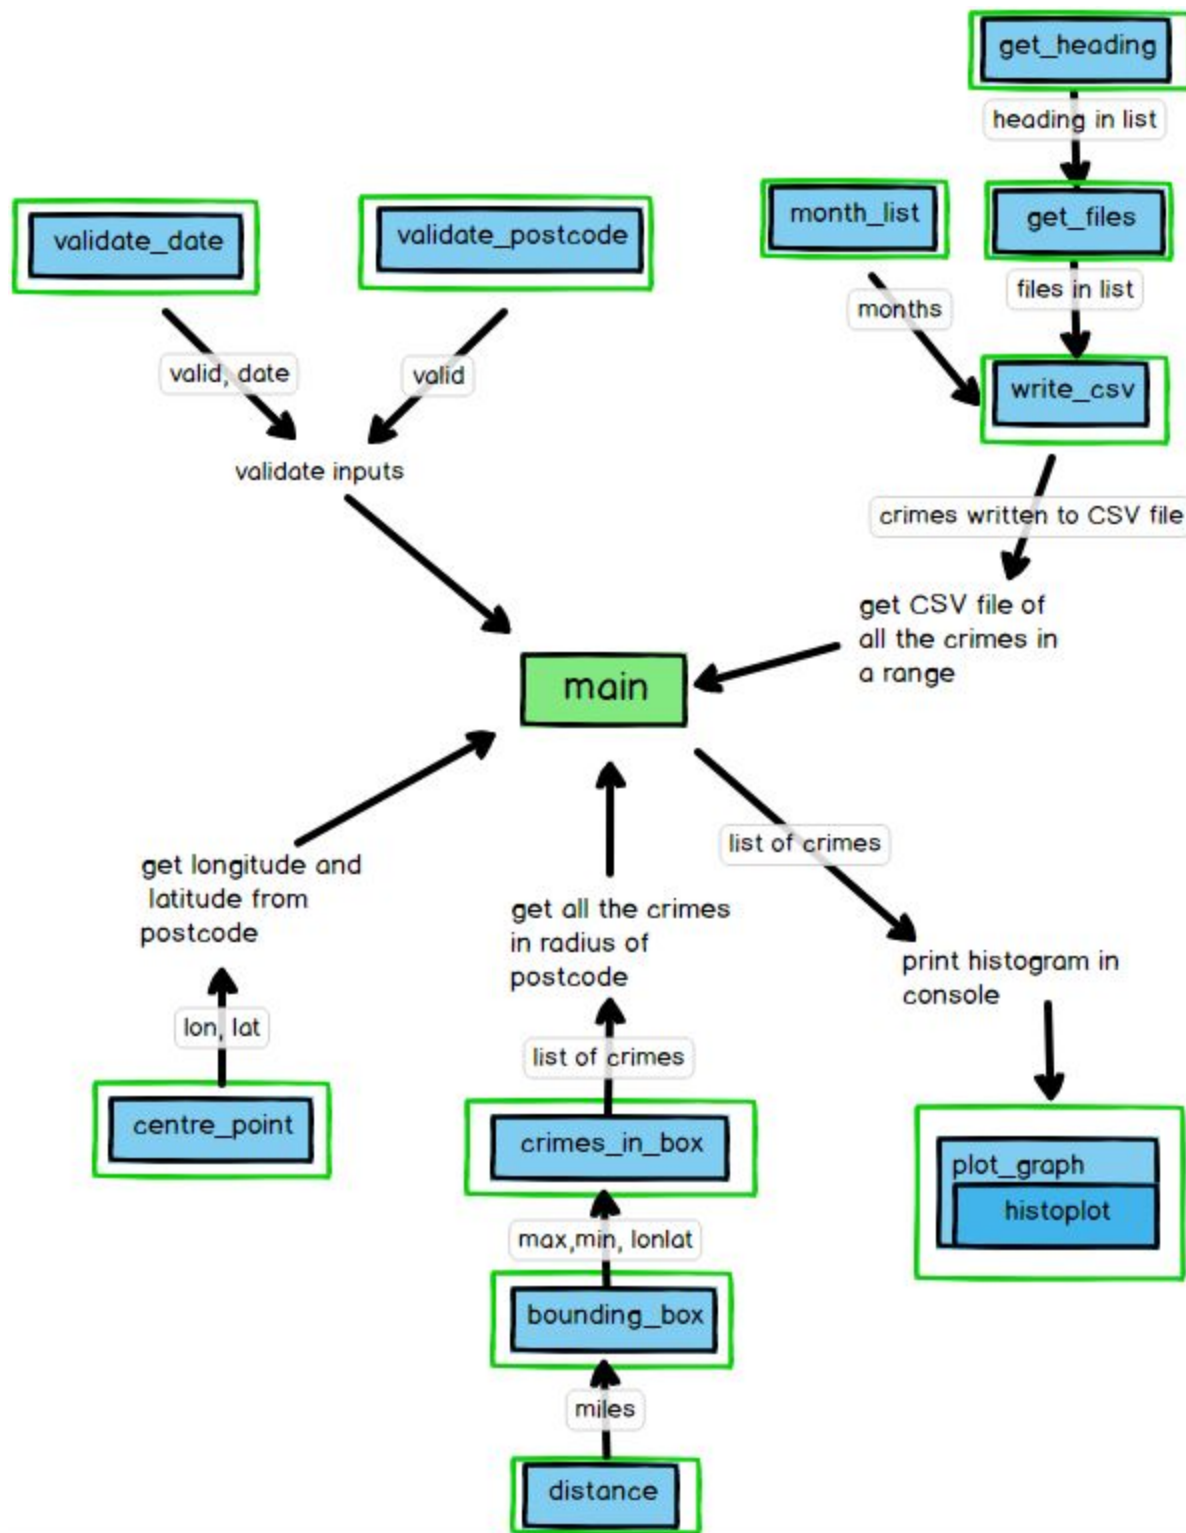 get_heading
heading in list
validate_date
validate_postcode
month_list
get_files
months
files in list
valid, date
valid
write_csv
validate inputs
crimes written to CSV file
get CSV file of
all the crimes in
a range
main
list of crimes
get longitude and
latitude from
postcode
get all the crimes
in radius of
postcode
print histogram in
console
lon, lat
list of crimes
centre_point
crimes_in_box
plot_graph
histoplot
max,min, lonlat
bounding_box
miles
distance